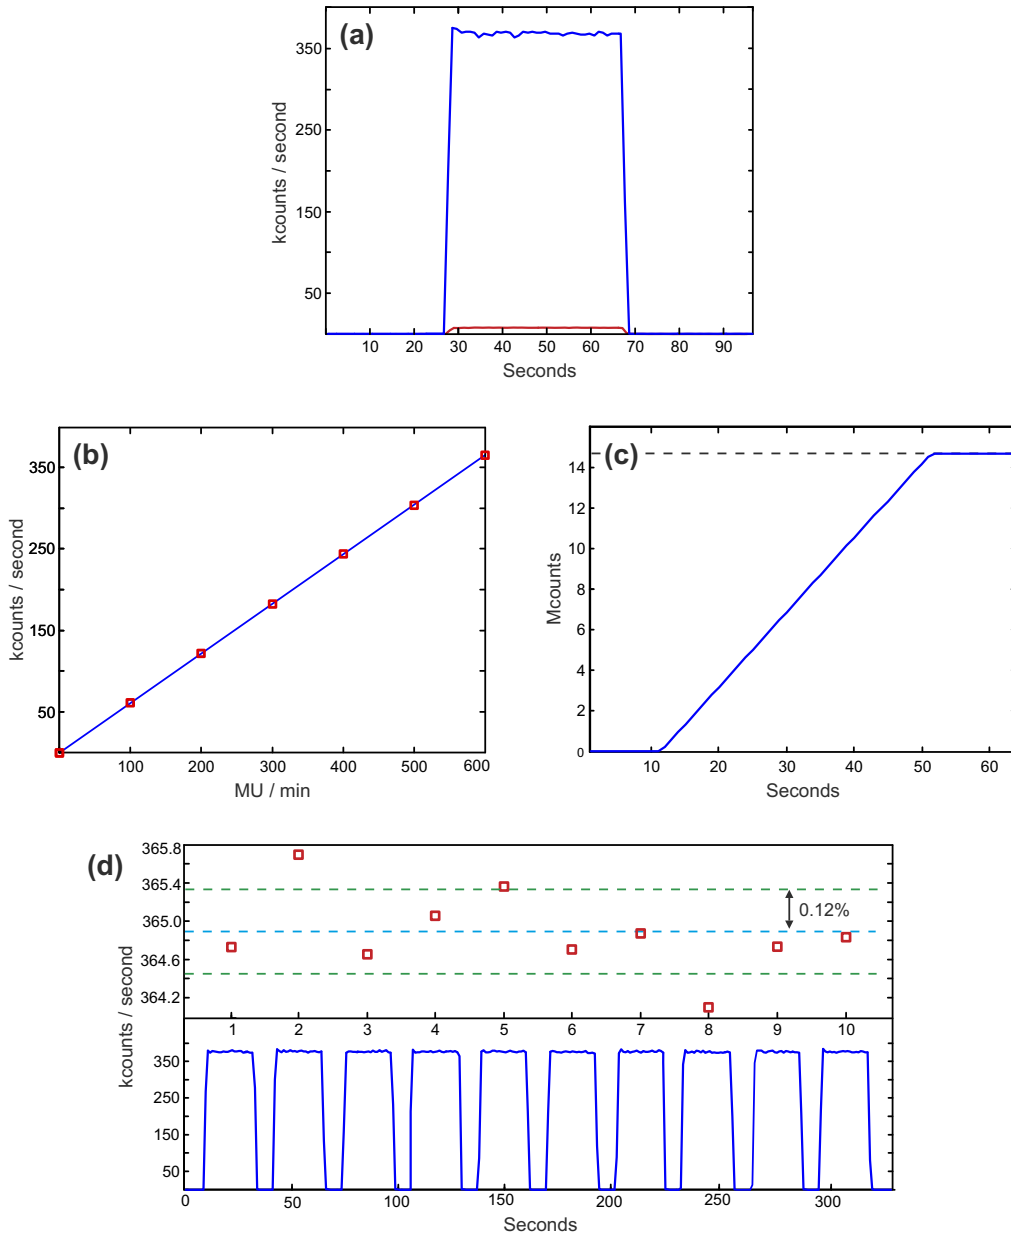 (a)
kcounts / second
350
250
150
50
10 20 30 40 50 60 70 80 90
Seconds
(b)
kcounts / second
350
250
150
50
100 200 300 400 500 600
MU / min
(c)
Mcounts
14
12
10
8
6
4
2
0
10 20 30 40 50 60
Seconds
(d)
kcounts / second
365.8
365.4
365.0
364.6
364.2
0.12%
1 2 3 4 5 6 7 8 9 10
350
250
150
50
0 50 100 150 200 250 300
Seconds